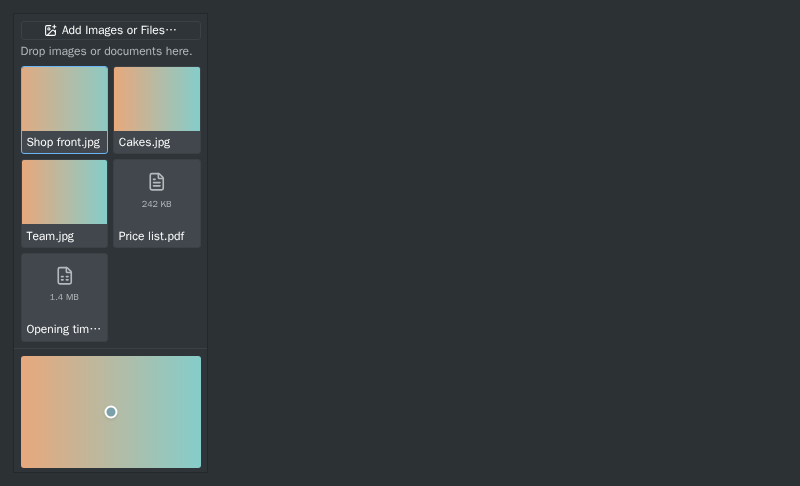 Add Images or Files⋯
Drop images or documents here.
Shop front.jpg
Cakes.jpg
Team.jpg
242 KB
Price list.pdf
1.4 MB
Opening tim⋯